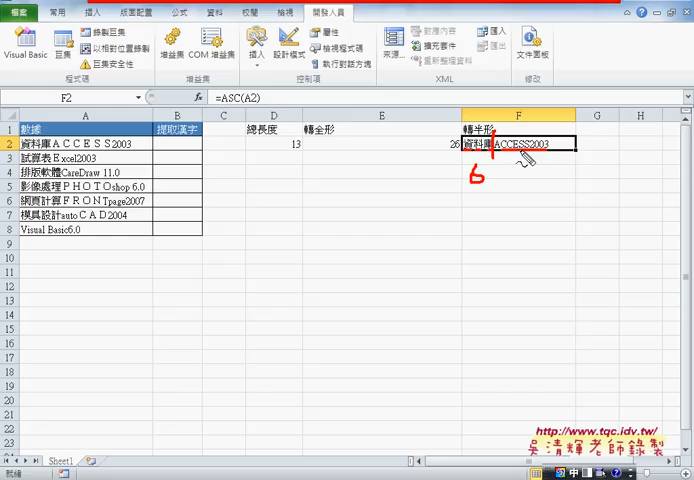 檔案 常用 插入 版面配置 公式 資料 校閱 檢視 開發人員
Visual Basic 巨集 錄製巨集 以相對位置錄製 巨集安全性 程式碼
增益集 COM 增益集 增益集
插入 設計模式 屬性 檢視程式碼 執行對話方塊 控制項
來源... 對應內容 擴充套件 重新整理資料 匯入 匯出 XML
文件面板 修改
F2 fx =ASC(A2)
A B C D E F G H
1 數據 提取漢字 總長度 轉全形 轉半形
2 資料庫ＡＣＣＥＳＳ2003 13 26 資料庫ACCESS2003
3 試算表Ｅxcel2003
6
4 排版軟體CareDraw 11.0
5 影像處理ＰＨＯＴＯshop 6.0
6 網頁計算ＦＲＯＮＴpage2007
7 模具設計autoＣＡＤ2004
8 Visual Basic6.0
9
10
11
12
13
14
15
16
17
18
19
20
21
22
23
http://www.tqc.idv.tw/
吳清輝老師錄製
Sheet1
就緒 中